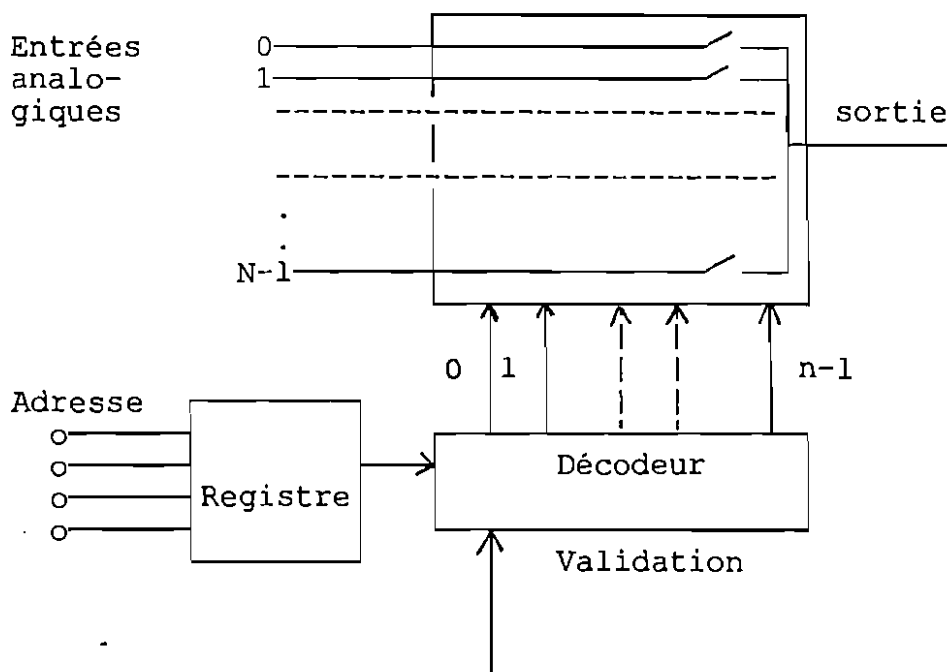 Entrées
analo-
giques
0
1
N-1
sortie
0 1 n-1
Adresse
Registre
Décodeur
Validation